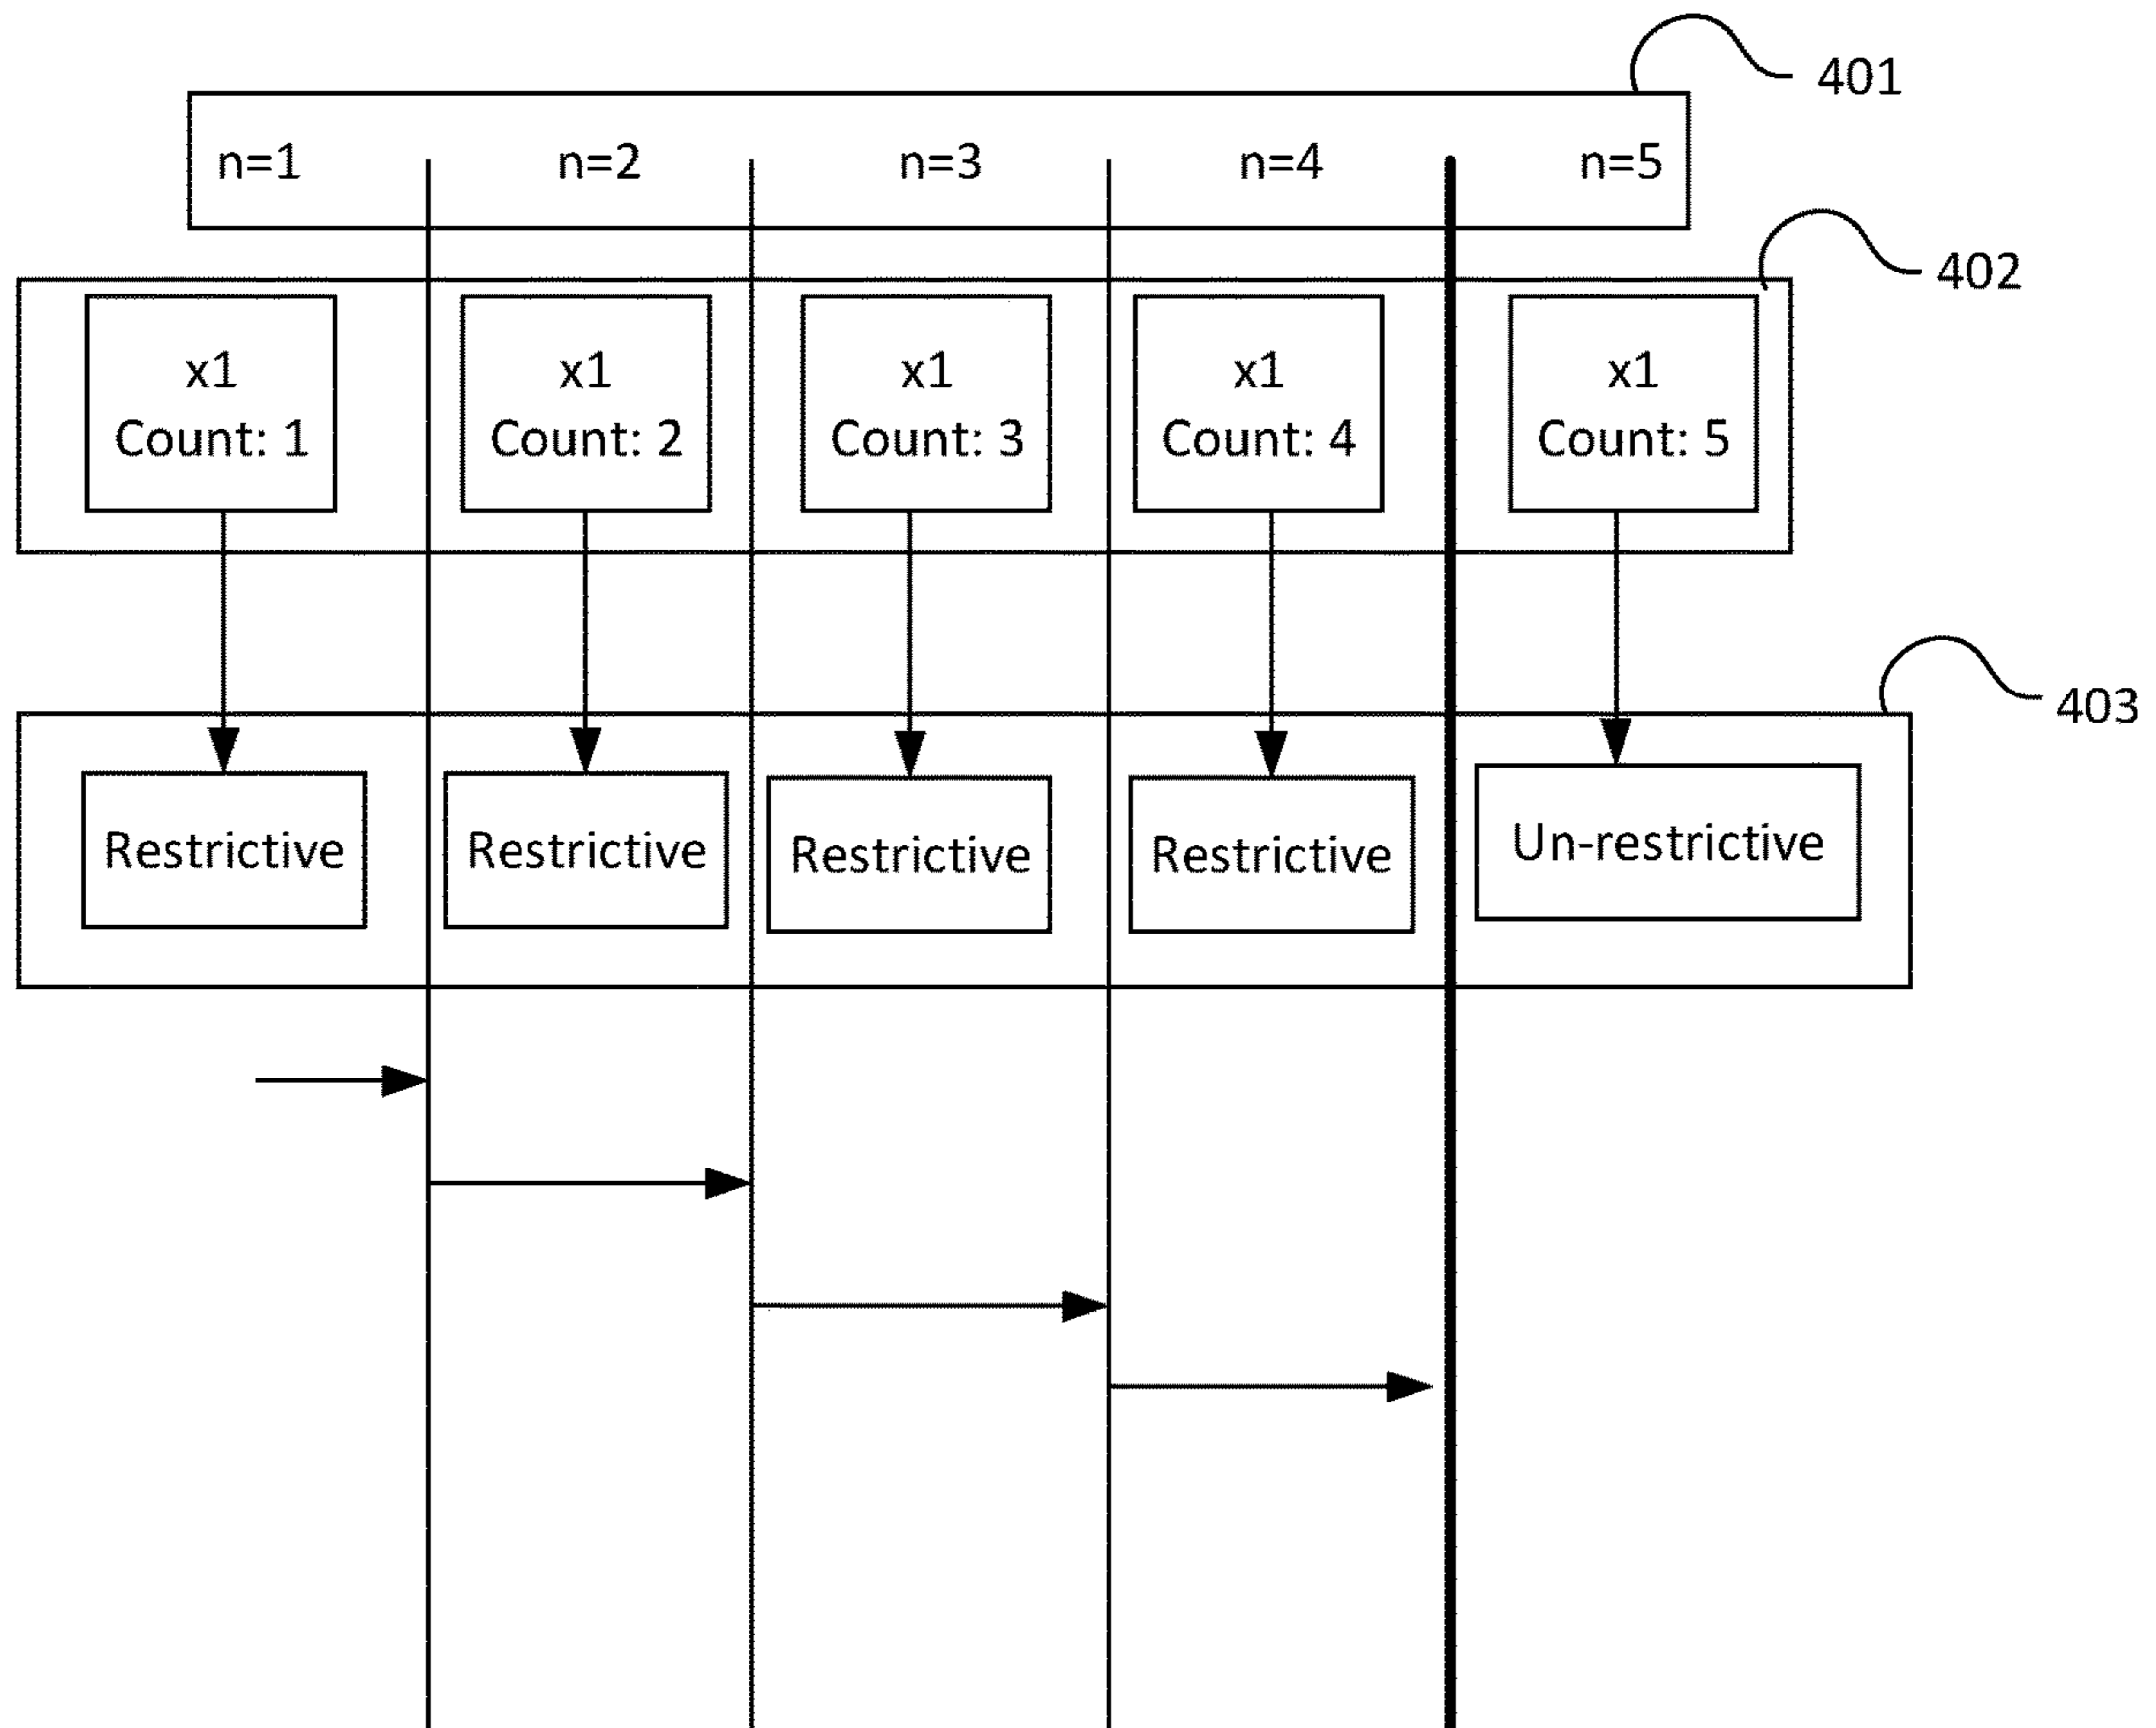 401
n=1 n=2 n=3 n=4 n=5
402
x1 x1 x1 x1 x1
Count: 1 Count: 2 Count: 3 Count: 4 Count: 5
403
Restrictive Restrictive Restrictive Restrictive Un-restrictive